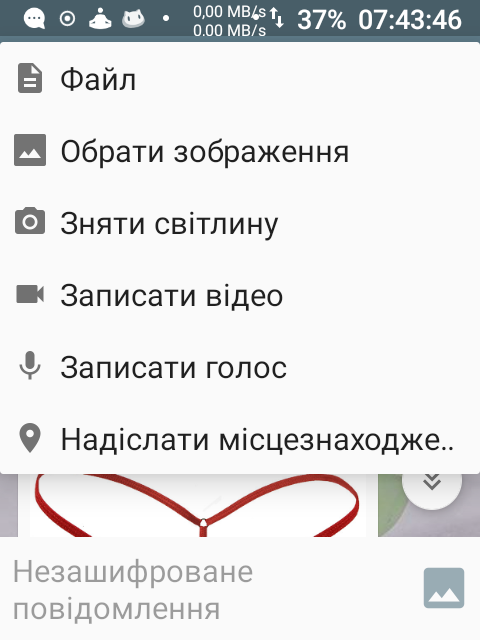 0,00 MB/s
0.00 MB/s
37% 07:43:46
Файл
Обрати зображення
Зняти світлину
Записати відео
Записати голос
Надіслати місцезнаходже..
Незашифроване
повідомлення